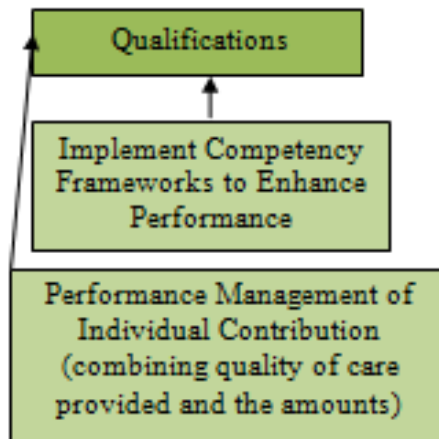 Qualifications
Implement Competency
Frameworks to Enhance
Performance
Performance Management of
Individual Contribution
(combining quality of care
provided and the amounts)